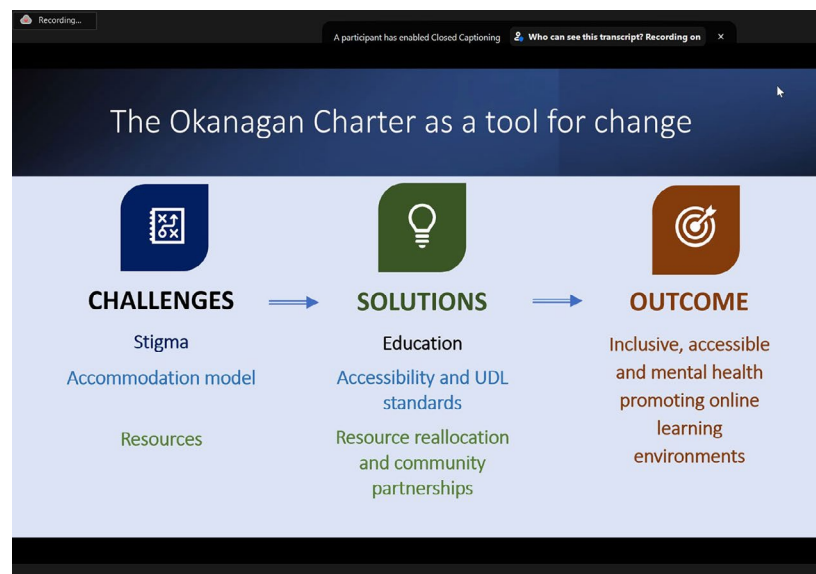 Recording...
A participant has enabled Closed Captioning
Who can see this transcript? Recording on
The Okanagan Charter as a tool for change
CHALLENGES
Stigma
Accommodation model
Resources
SOLUTIONS
Education
Accessibility and UDL
standards
Resource reallocation
and community
partnerships
OUTCOME
Inclusive, accessible
and mental health
promoting online
learning
environments